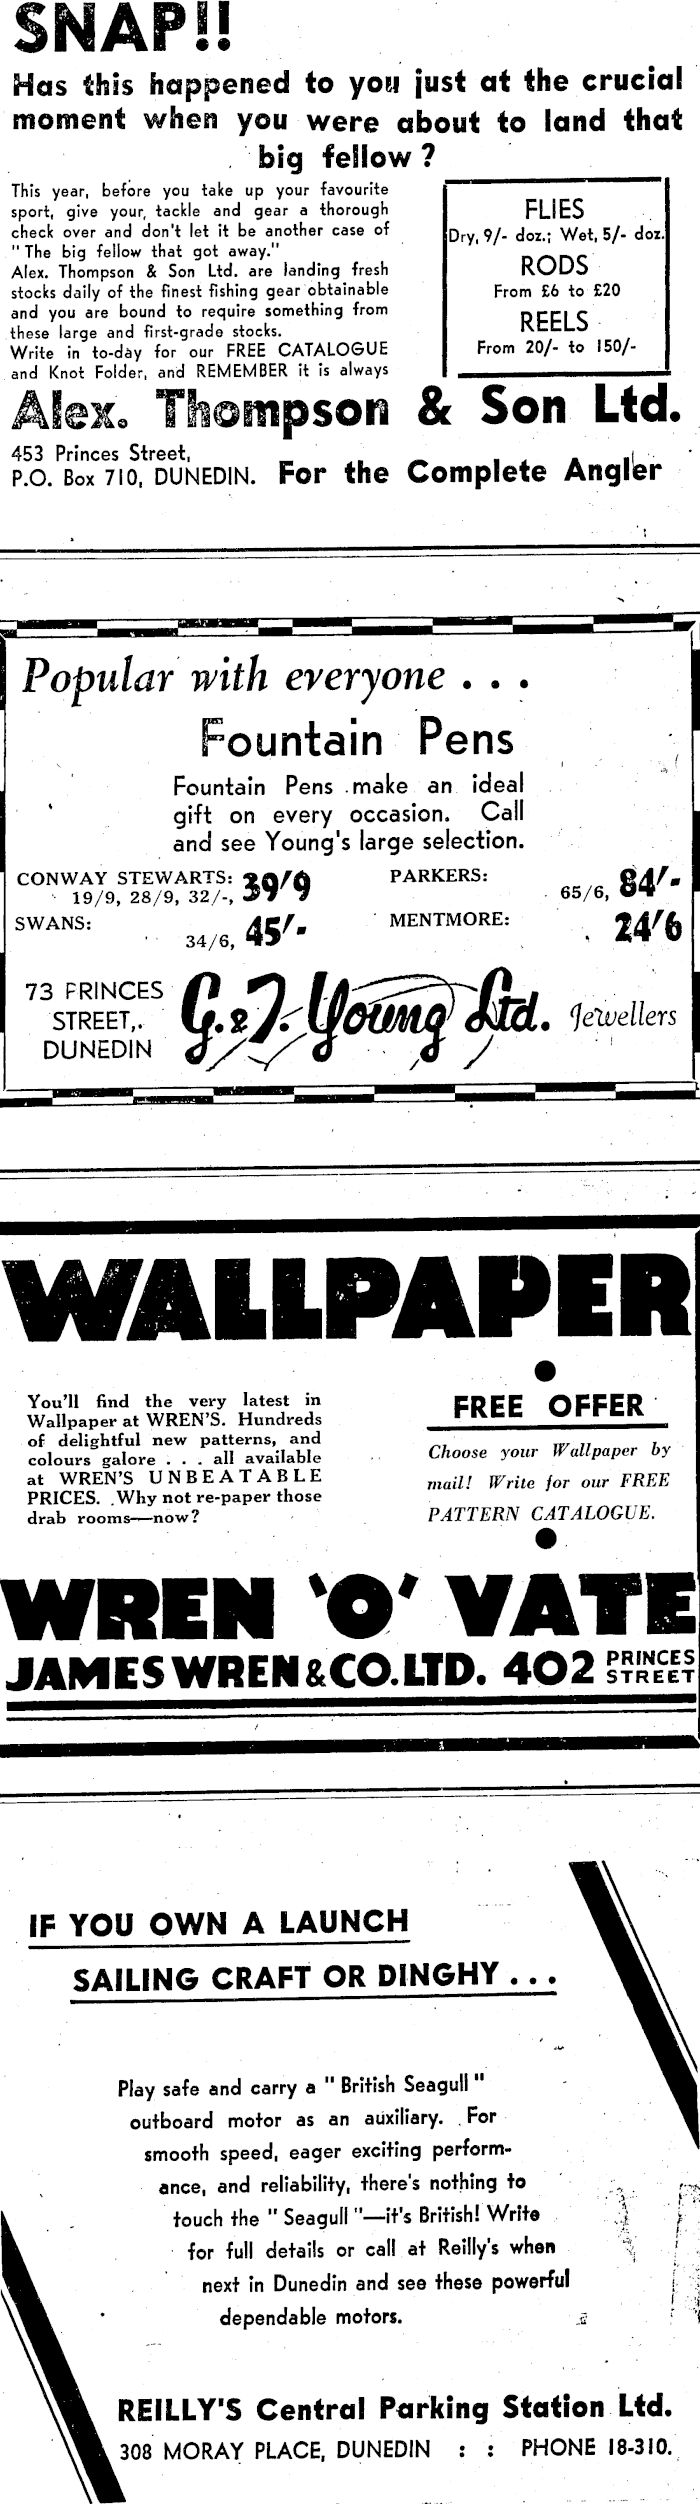 SNAP!!
Has this happened to you just at the crucial
moment when you were about to land that
big fellow?
This year, before you take up your favourite
sport, give your, tackle and gear a thorough
check over and don't let it be another case of
"The big fellow that got away."
Alex. Thompson & Son Ltd. are landing fresh
stocks daily of the finest fishing gear obtainable
and you are bound to require something from
these large and first-grade stocks.
Write in to-day for our FREE CATALOGUE
and Knot Folder, and REMEMBER it is always
FLIES
Dry, 9/- doz.; Wet, 5/- doz.
RODS
From £6 to £20
REELS
From 20/- to 150/-
Alex. Thompson & Son Ltd.
453 Princes Street,
P.O. Box 710, DUNEDIN. For the Complete Angler
Popular with everyone . . .
Fountain Pens
Fountain Pens make an ideal
gift on every occasion. Call
and see Young's large selection.
CONWAY STEWARTS:
19/9, 28/9, 32/-, 39'9
SWANS:
34/6, 45'-
PARKERS:
65/6, 84'-
MENTMORE:
24'6
73 PRINCES
STREET,
DUNEDIN
G. & T. Young Ltd. Jewellers
WALLPAPER
You'll find the very latest in
Wallpaper at WREN'S. Hundreds
of delightful new patterns, and
colours galore . . . all available
at WREN'S UNBEATABLE
PRICES. Why not re-paper those
drab rooms—now?
FREE OFFER
Choose your Wallpaper by
mail! Write for our FREE
PATTERN CATALOGUE.
WREN 'O' VATE
JAMES WREN & CO. LTD. 402 PRINCES
STREET
IF YOU OWN A LAUNCH
SAILING CRAFT OR DINGHY . . .
Play safe and carry a "British Seagull"
outboard motor as an auxiliary. For
smooth speed, eager exciting perform-
ance, and reliability, there's nothing to
touch the "Seagull"—it's British! Write
for full details or call at Reilly's when
next in Dunedin and see these powerful
dependable motors.
REILLY'S Central Parking Station Ltd.
308 MORAY PLACE, DUNEDIN : : PHONE 18-310.